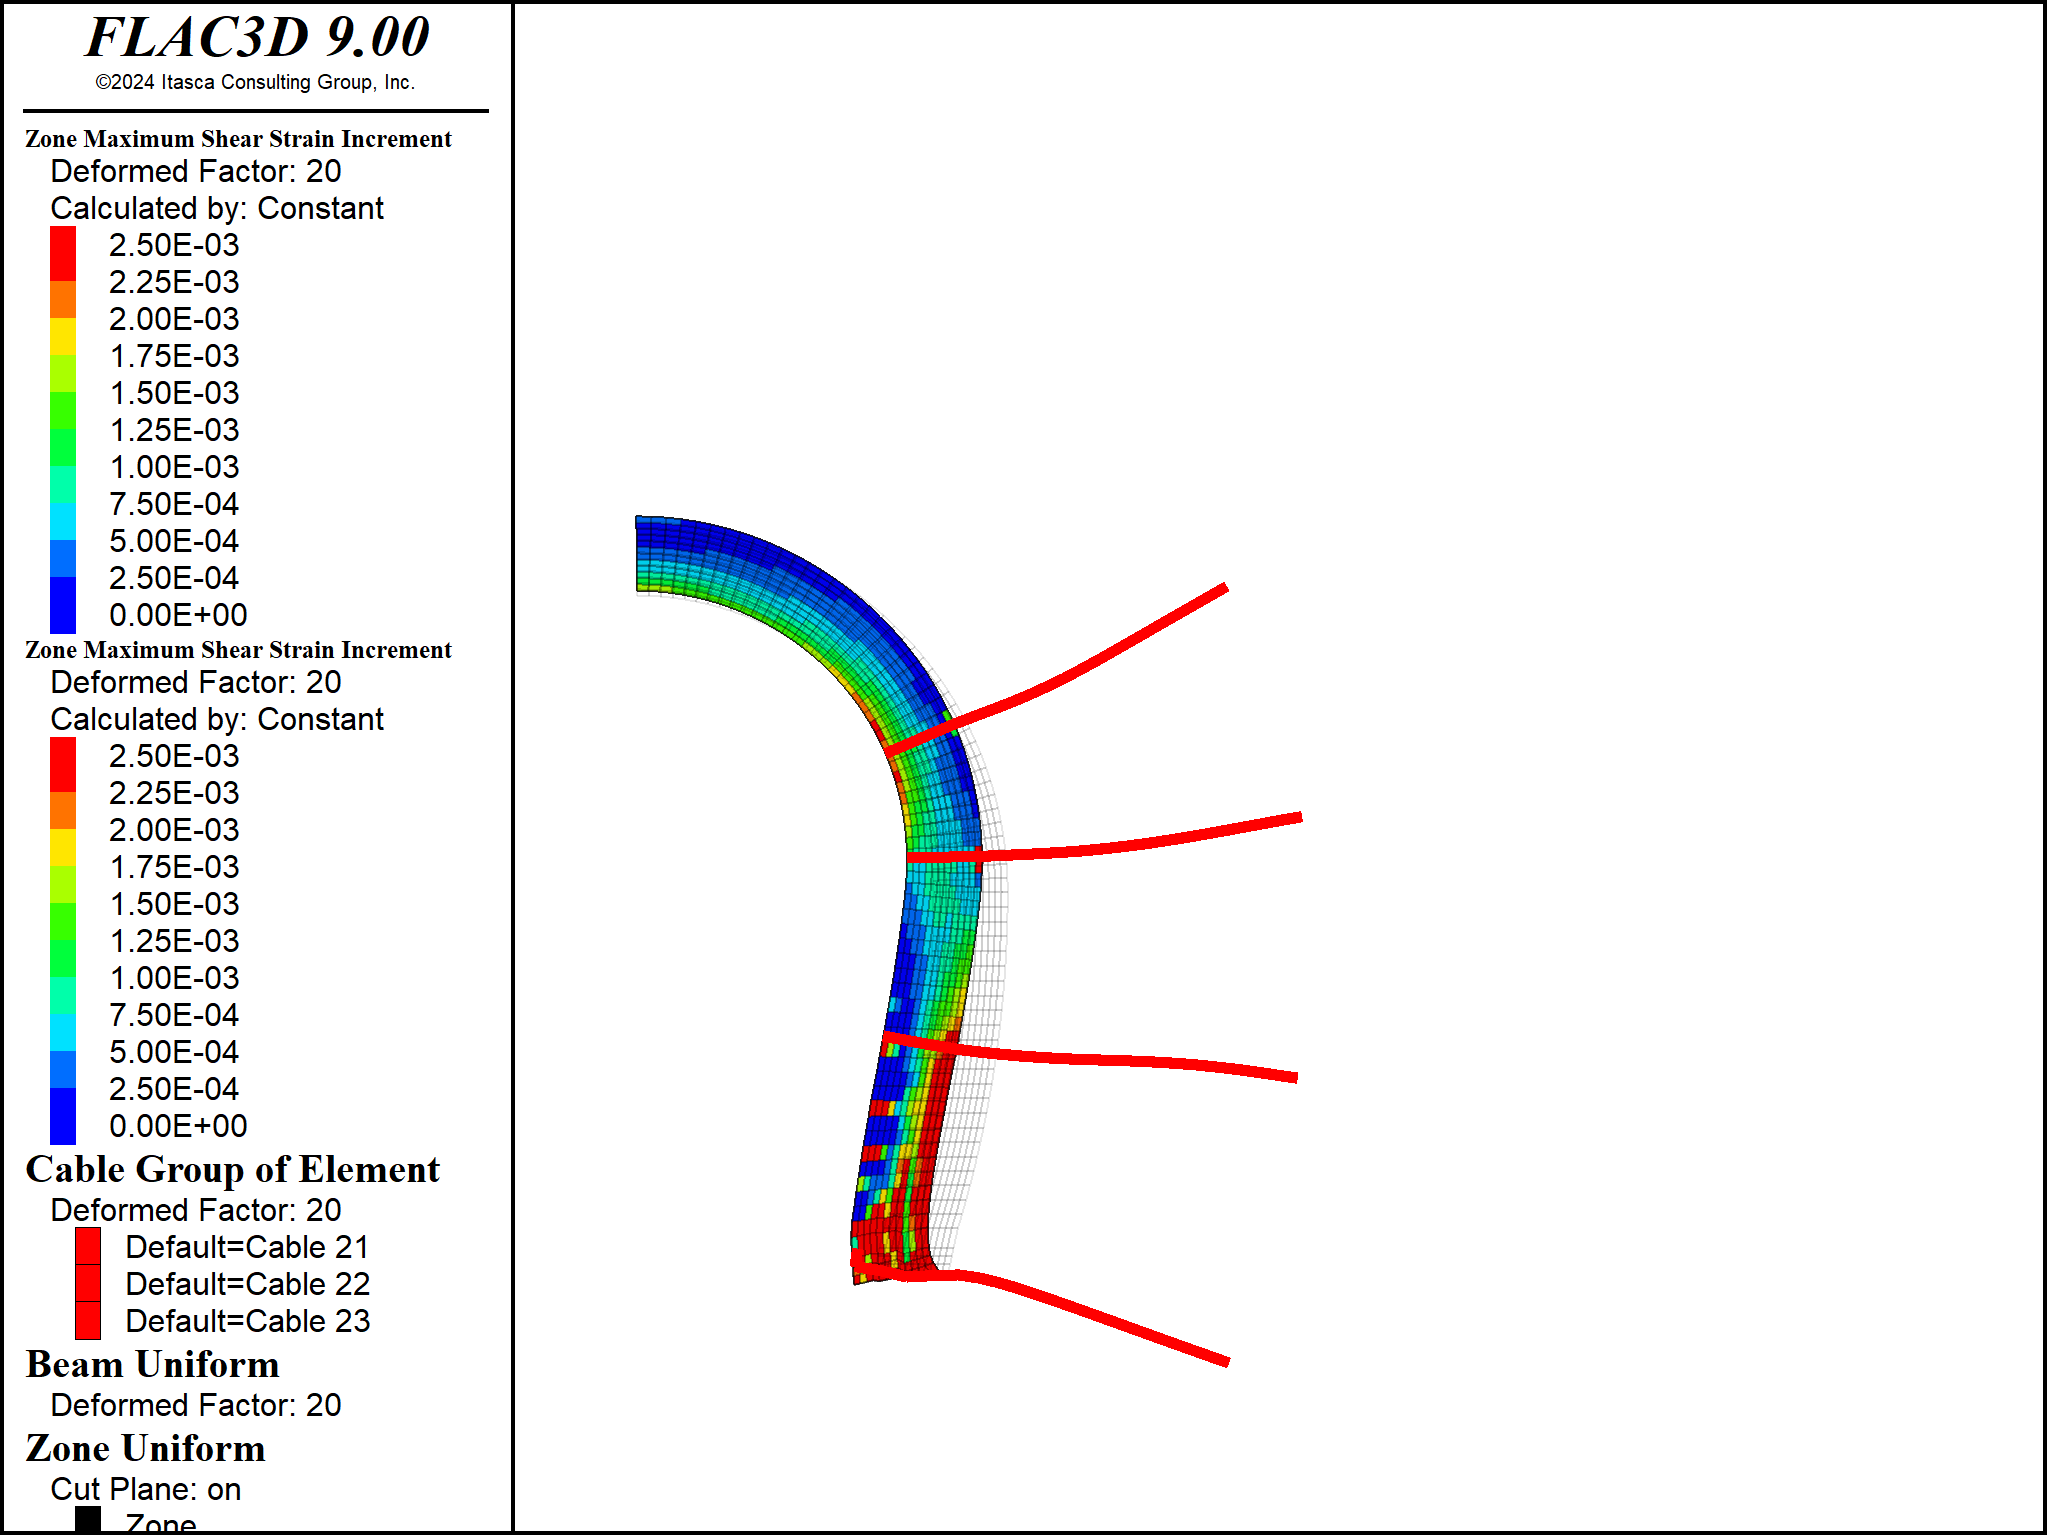 FLAC3D 9.00
©2024 Itasca Consulting Group, Inc.
Zone Maximum Shear Strain Increment
Deformed Factor: 20
Calculated by: Constant
2.50E-03
2.25E-03
2.00E-03
1.75E-03
1.50E-03
1.25E-03
1.00E-03
7.50E-04
5.00E-04
2.50E-04
0.00E+00
Zone Maximum Shear Strain Increment
Deformed Factor: 20
Calculated by: Constant
2.50E-03
2.25E-03
2.00E-03
1.75E-03
1.50E-03
1.25E-03
1.00E-03
7.50E-04
5.00E-04
2.50E-04
0.00E+00
Cable Group of Element
Deformed Factor: 20
Default=Cable 21
Default=Cable 22
Default=Cable 23
Beam Uniform
Deformed Factor: 20
Zone Uniform
Cut Plane: on
Zone